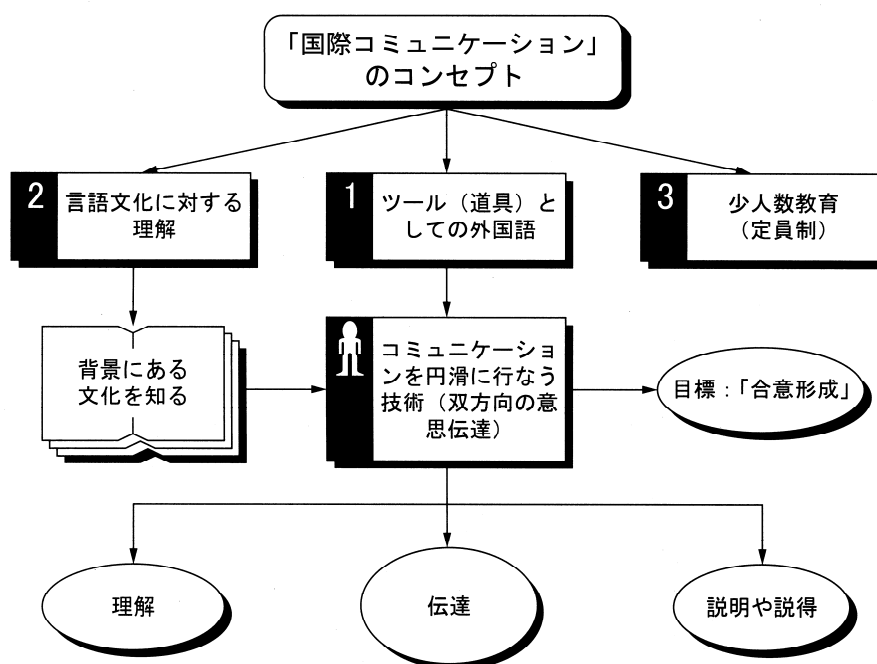 「国際コミュニケーション」
のコンセプト
2
言語文化に対する
理解
1
ツール（道具）と
しての外国語
3
少人数教育
（定員制）
背景にある
文化を知る
コミュニケーショ
ンを円滑に行なう
技術（双方向の意
思伝達）
目標：「合意形成」
理解
伝達
説明や説得